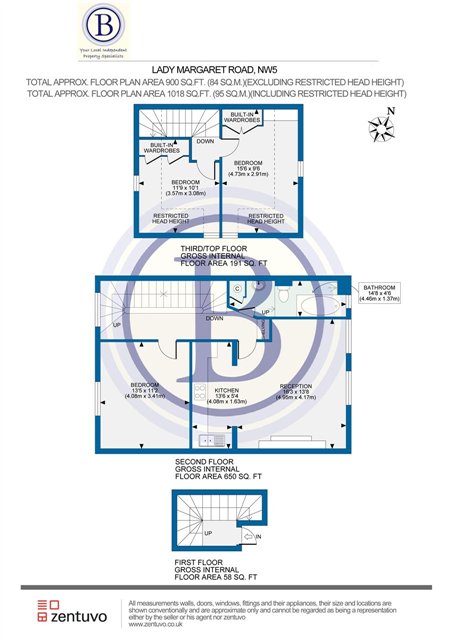 B
Your Local Independent
Property Specialists
LADY MARGARET ROAD, NW5
TOTAL APPROX. FLOOR PLAN AREA 900 SQ.FT. (84 SQ.M.)(EXCLUDING RESTRICTED HEAD HEIGHT)
TOTAL APPROX. FLOOR PLAN AREA 1018 SQ.FT. (95 SQ.M.)(INCLUDING RESTRICTED HEAD HEIGHT)
N
BUILT-IN
WARDROBES
DOWN
BUILT-IN
WARDROBES
BEDROOM
15'6 x 9'6
(4.73m x 2.91m)
BEDROOM
11'9 x 10'1
(3.57m x 3.08m)
RESTRICTED
HEAD HEIGHT
RESTRICTED
HEAD HEIGHT
THIRD/TOP FLOOR
GROSS INTERNAL
FLOOR AREA 191 SQ. FT
B
C
BATHROOM
14'8 x 4'6
(4.46m x 1.37m)
UP
DOWN
UP
BEDROOM
13'5 x 11'2
(4.08m x 3.41m)
KITCHEN
13'6 x 5'4
(4.08m x 1.63m)
RECEPTION
16'3 x 13'8
(4.95m x 4.17m)
SECOND FLOOR
GROSS INTERNAL
FLOOR AREA 650 SQ. FT
UP
IN
FIRST FLOOR
GROSS INTERNAL
FLOOR AREA 58 SQ. FT
zentuvo
All measurements walls, doors, windows, fittings and their appliances, their size and locations are
shown conventionally and are approximate only and cannot be regarded as being a representation
either by the seller or his agent nor zentuvo
www.zentuvo.co.uk